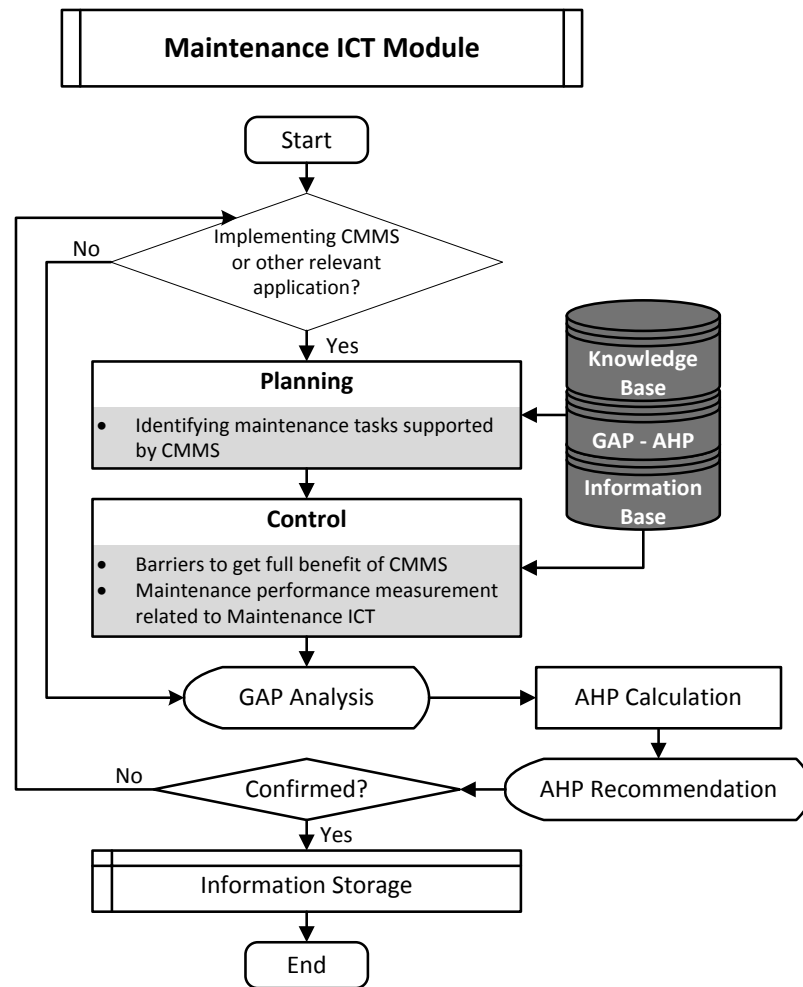 Maintenance ICT Module
Start
Implementing CMMS
or other relevant
application?
No
Yes
Planning
• Identifying maintenance tasks supported
by CMMS
Knowledge
Base
GAP - AHP
Information
Base
Control
• Barriers to get full benefit of CMMS
• Maintenance performance measurement
related to Maintenance ICT
GAP Analysis
AHP Calculation
AHP Recommendation
Confirmed?
No
Yes
Information Storage
End